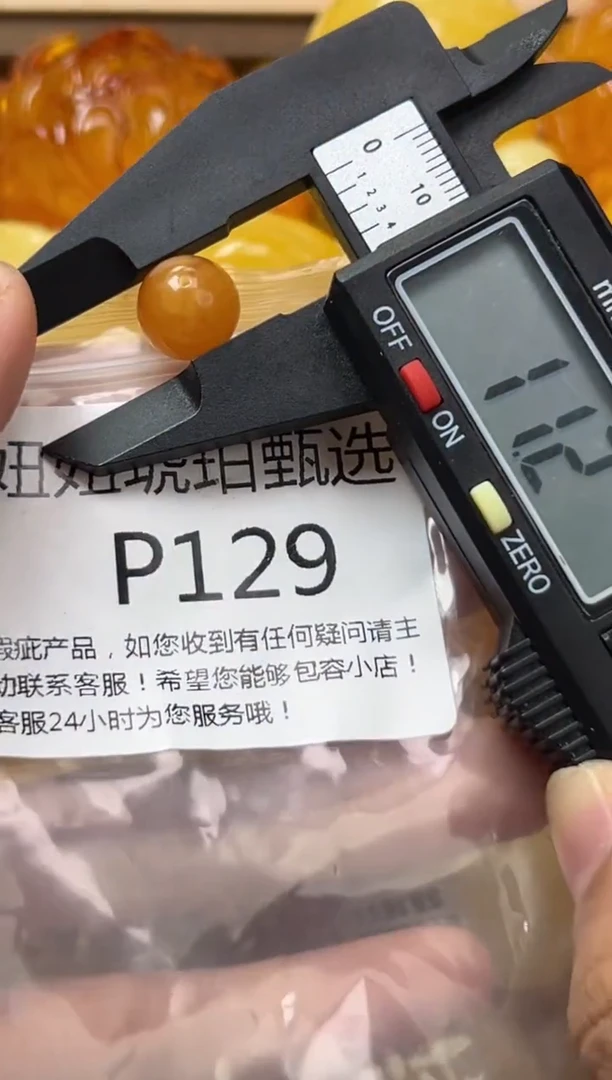 0
10
1 2 3 4
OFF
ON
ZERO
11.2
妞妞琥珀甄选
P129
瑕疵产品，如您收到有任何疑问请主
动联系客服！希望您能够包容小店！
客服24小时为您服务哦！